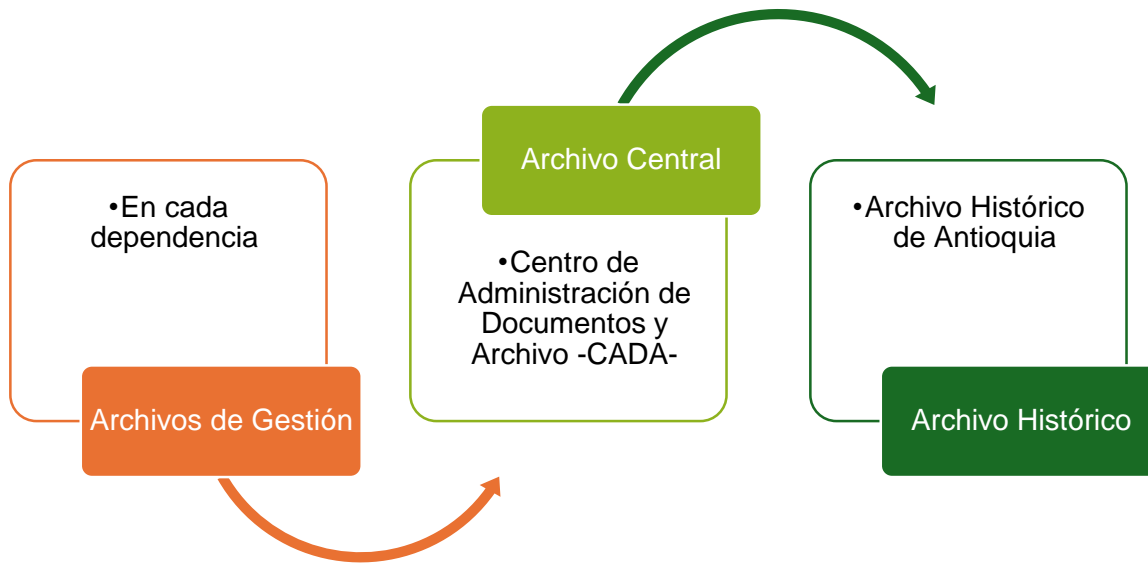 •En cada
dependencia
Archivos de Gestión
Archivo Central
•Centro de
Administración de
Documentos y
Archivo -CADA-
•Archivo Histórico
de Antioquia
Archivo Histórico